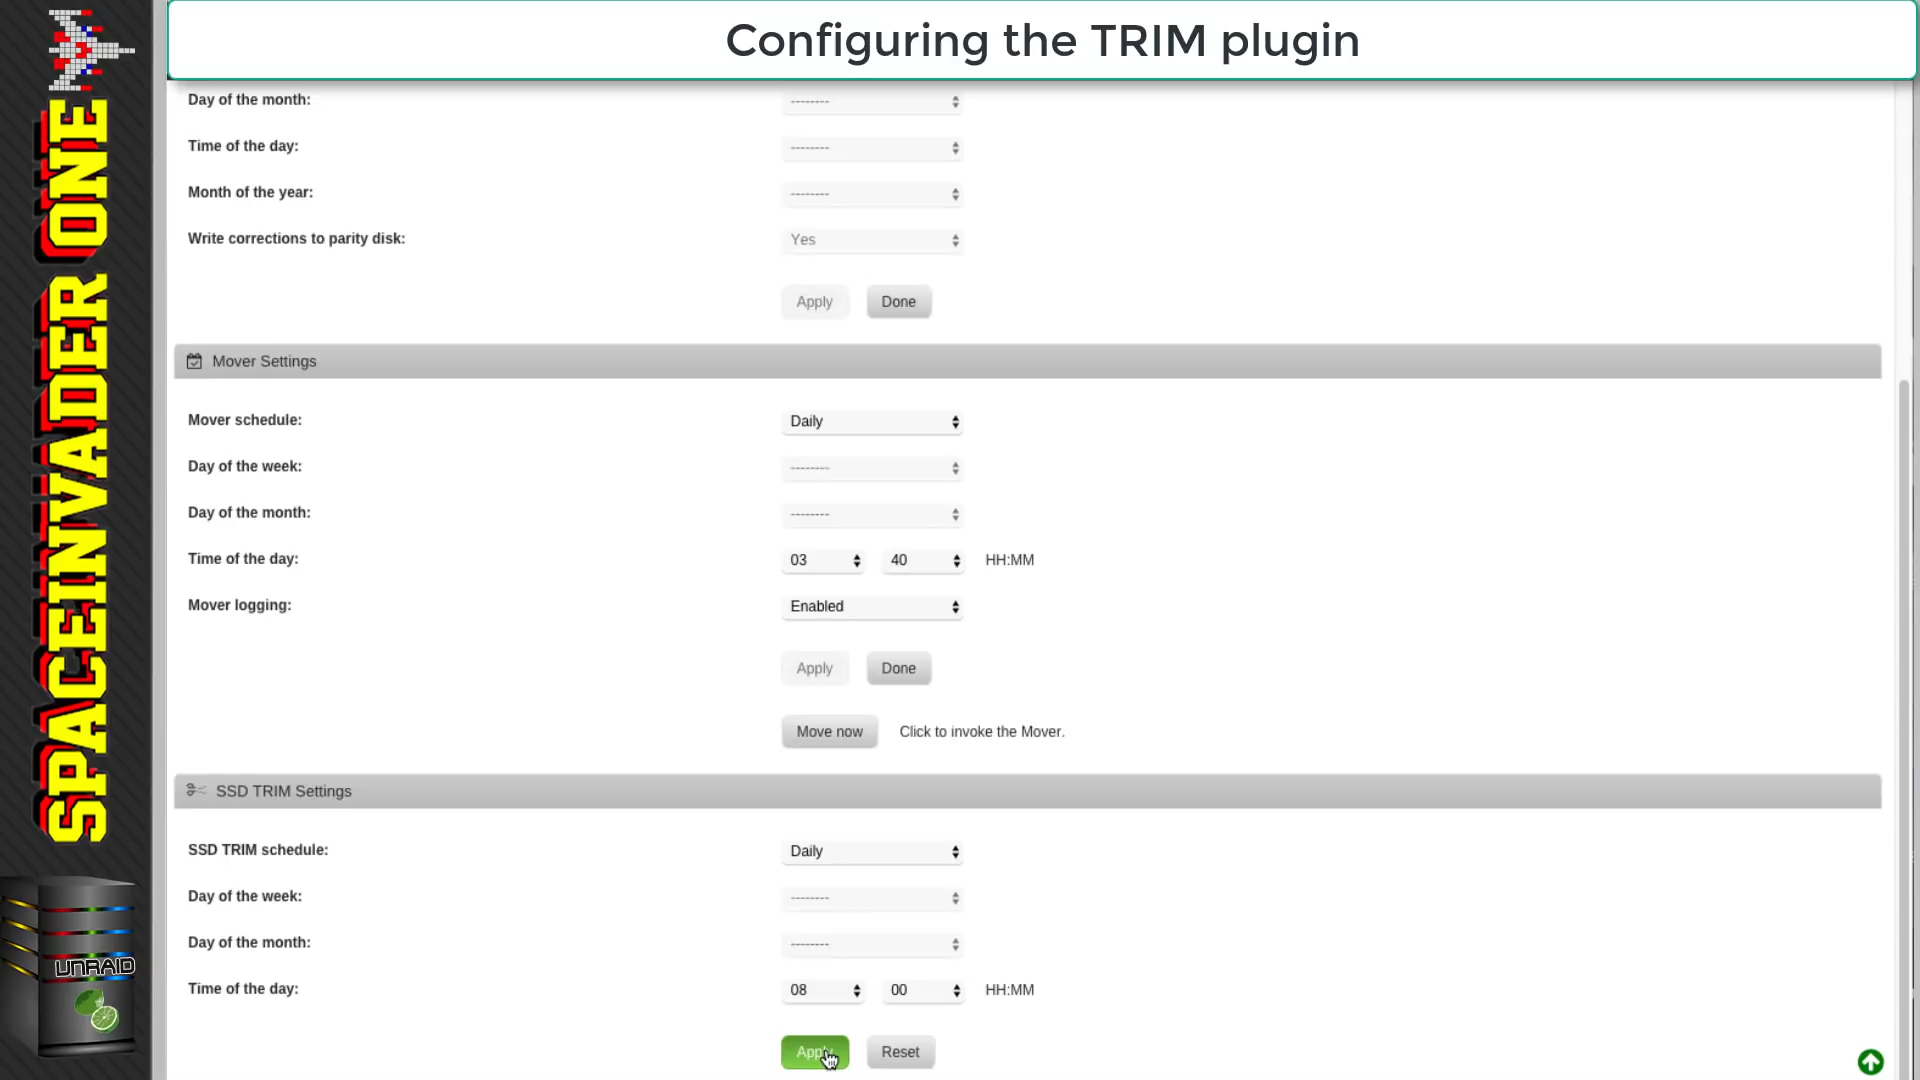 Configuring the TRIM plugin
SPACEINVADER ONE
Day of the month: --------
Time of the day: --------
Month of the year: --------
Write corrections to parity disk: Yes
Apply Done
Mover Settings
Mover schedule: Daily
Day of the week: --------
Day of the month: --------
Time of the day: 03 40 HH:MM
Mover logging: Enabled
Apply Done
Move now Click to invoke the Mover.
SSD TRIM Settings
SSD TRIM schedule: Daily
Day of the week: --------
Day of the month: --------
UNRAID
Time of the day: 08 00 HH:MM
Apply Reset